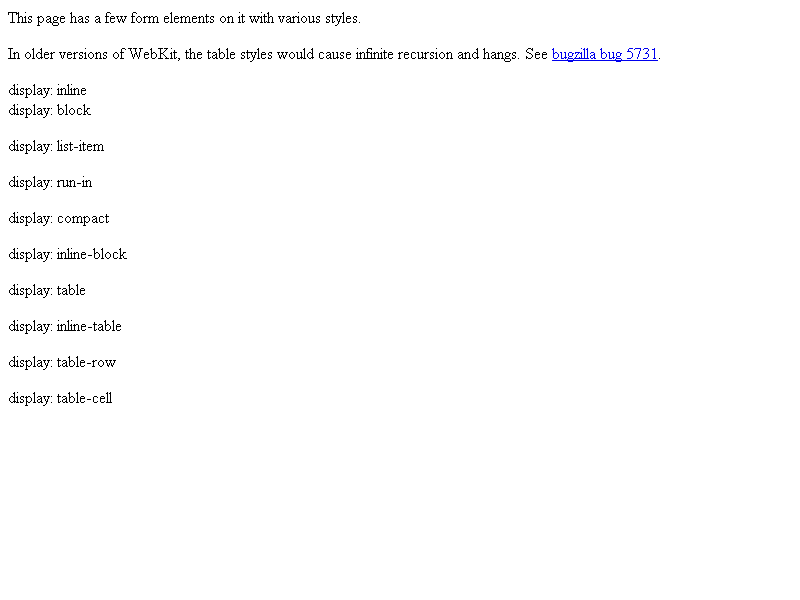 This page has a few form elements on it with various styles.
In older versions of WebKit, the table styles would cause infinite recursion and hangs. See bugzilla bug 5731.
display: inline
display: block
display: list-item
display: run-in
display: compact
display: inline-block
display: table
display: inline-table
display: table-row
display: table-cell